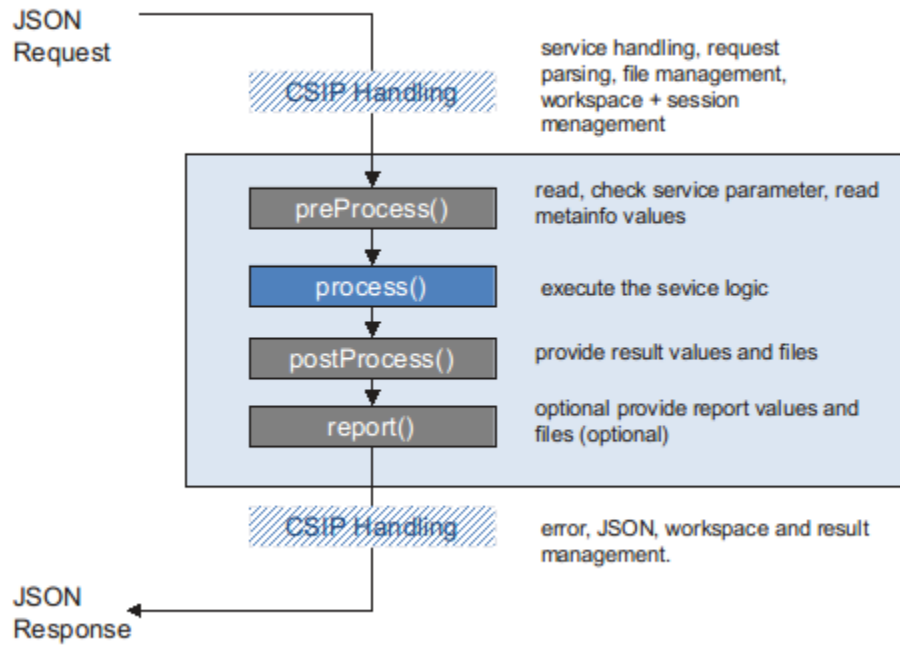 JSON
Request
service handling, request
parsing, file management,
workspace + session
menagement
CSIP Handling
preProcess()
read, check service parameter, read
metainfo values
process()
execute the sevice logic
postProcess()
provide result values and files
report()
optional provide report values and
files (optional)
CSIP Handling
error, JSON, workspace and result
management.
JSON
Response